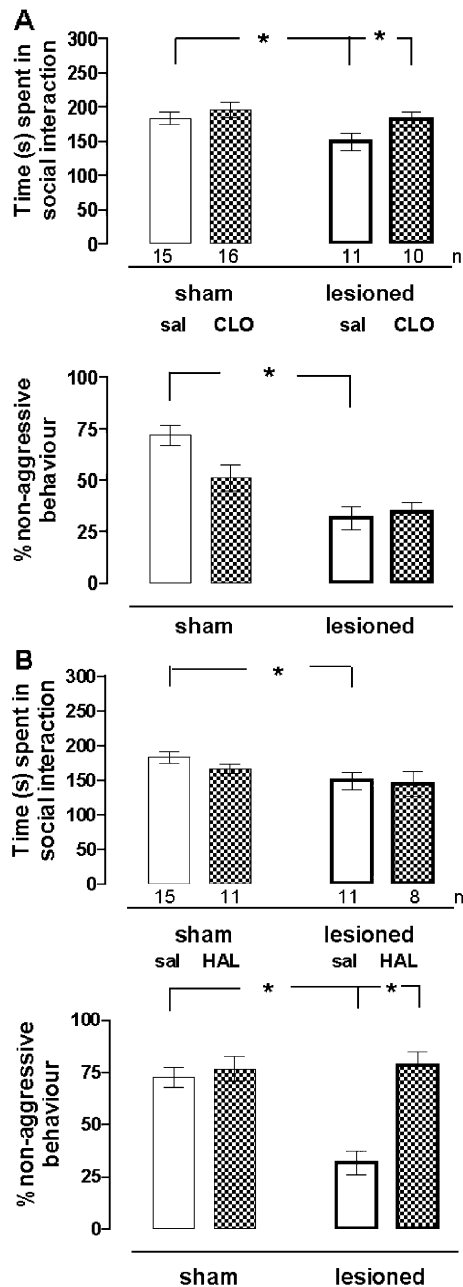 A
Time (s) spent in
social interaction
300
250
200
150
100
50
0
* *
15 16 11 10 n
sham lesioned
sal CLO sal CLO
% non-aggressive
behaviour
100
75
50
25
0
*
sham lesioned
B
Time (s) spent in
social interaction
300
250
200
150
100
50
0
*
15 11 11 8 n
sham lesioned
sal HAL sal HAL
% non-aggressive
behaviour
100
75
50
25
0
* *
sham lesioned